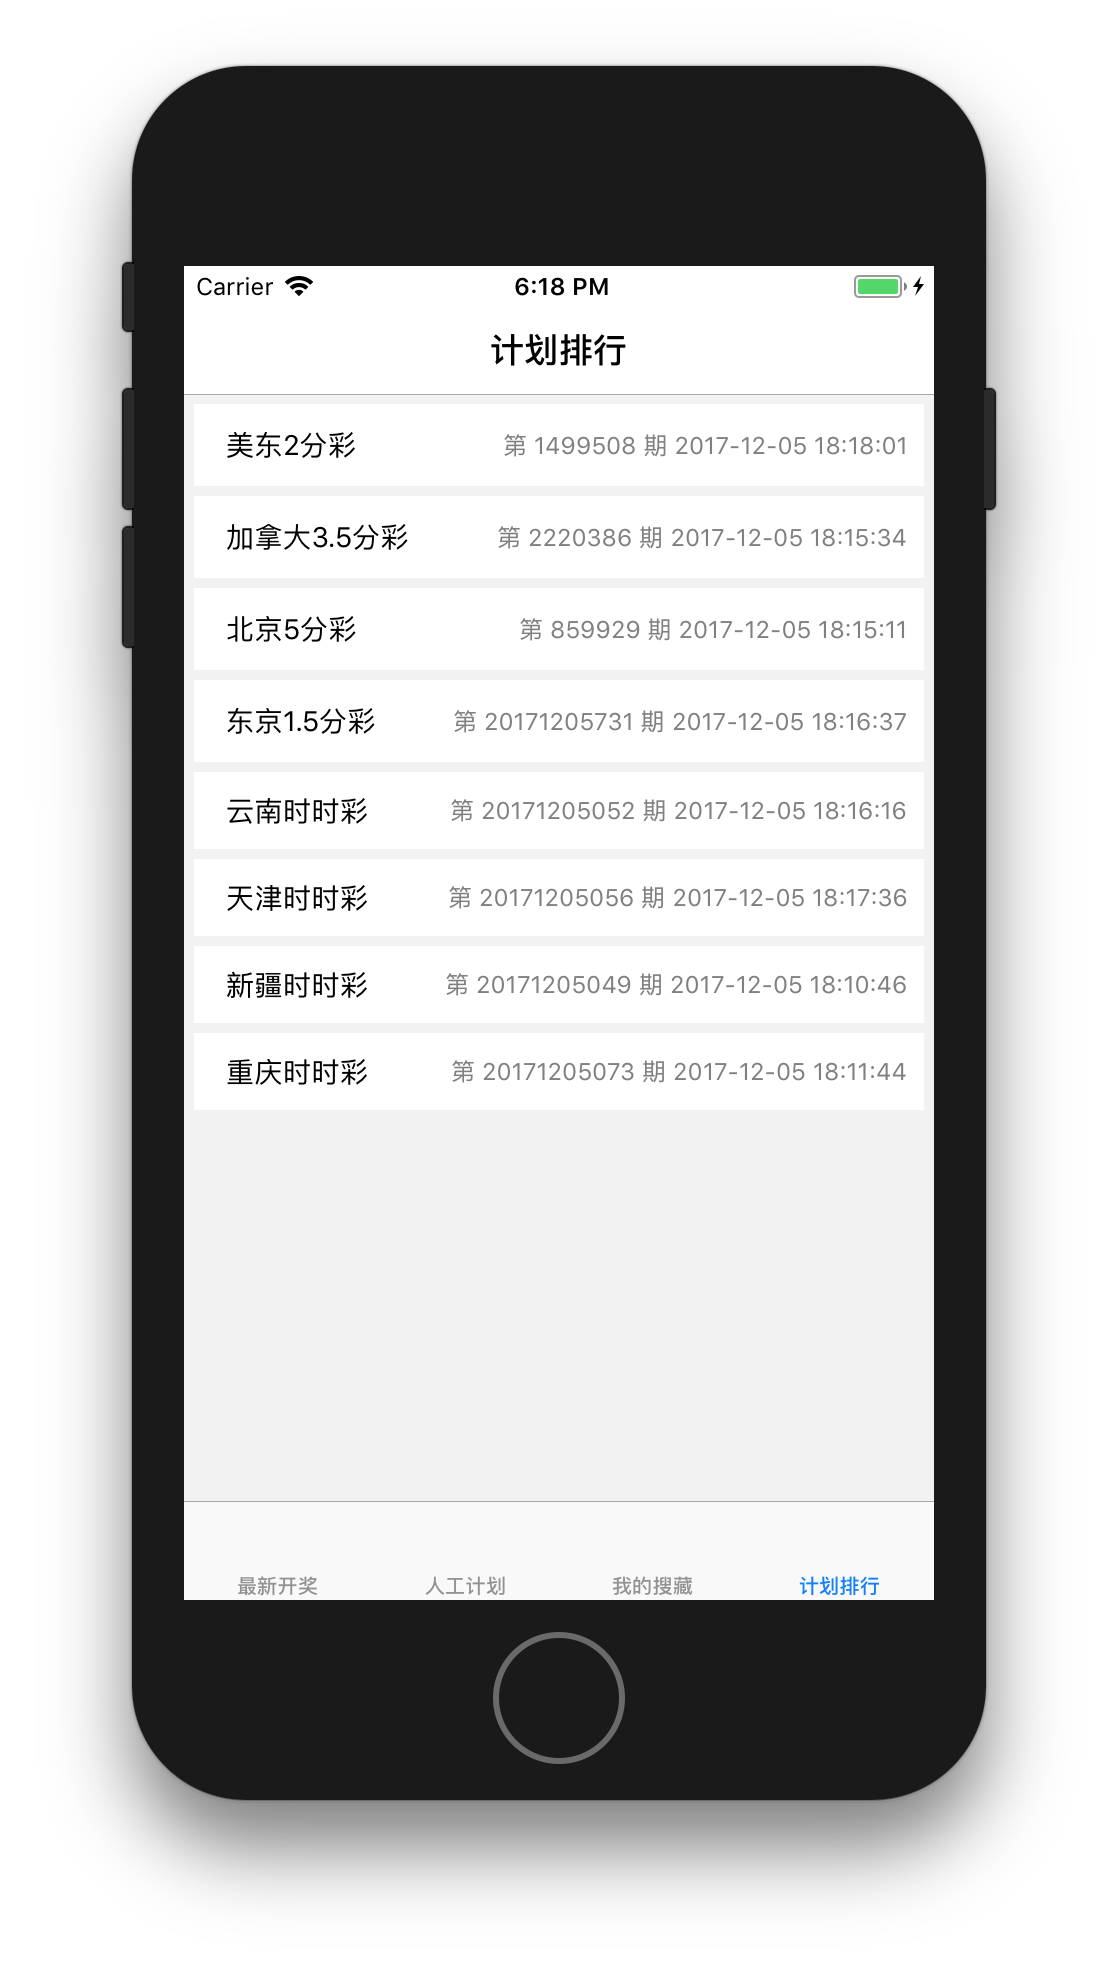 Carrier 6:18 PM
计划排行
美东2分彩 第 1499508 期 2017-12-05 18:18:01
加拿大3.5分彩 第 2220386 期 2017-12-05 18:15:34
北京5分彩 第 859929 期 2017-12-05 18:15:11
东京1.5分彩 第 20171205731 期 2017-12-05 18:16:37
云南时时彩 第 20171205052 期 2017-12-05 18:16:16
天津时时彩 第 20171205056 期 2017-12-05 18:17:36
新疆时时彩 第 20171205049 期 2017-12-05 18:10:46
重庆时时彩 第 20171205073 期 2017-12-05 18:11:44
最新开奖 人工计划 我的搜藏 计划排行